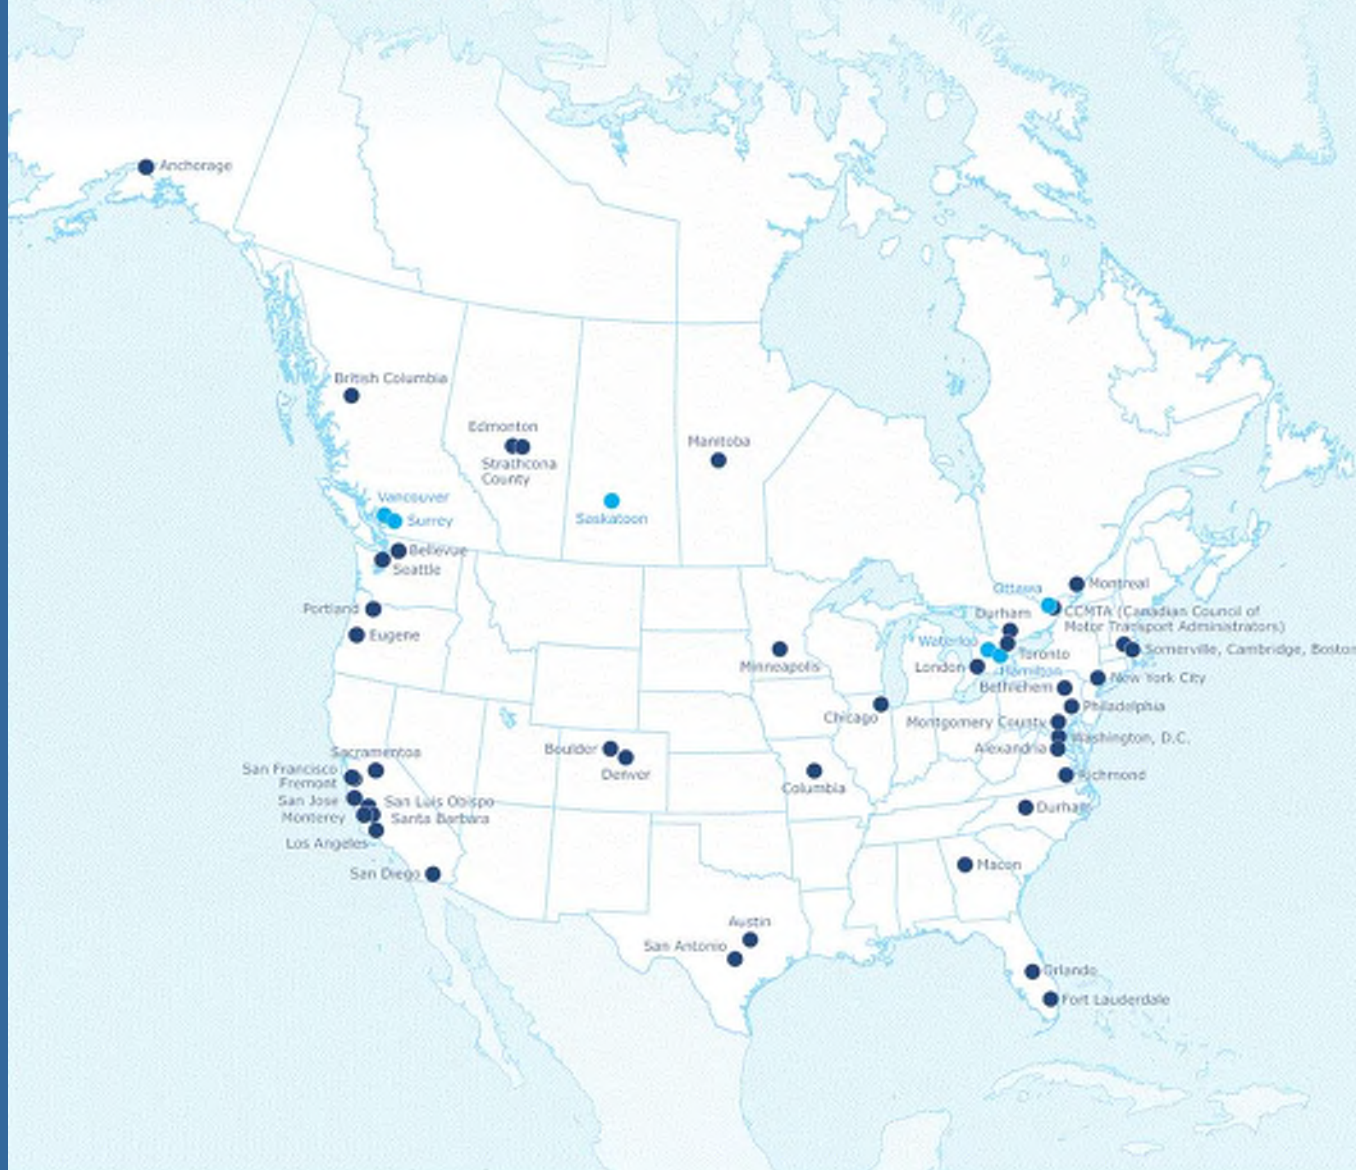 Anchorage
British Columbia
Edmonton
Strathcona
County
Manitoba
Vancouver
Surrey
Saskatoon
Bellevue
Seattle
Portland
Eugene
Ottawa
Montreal
CCMTA (Canadian Council of
Motor Transport Administrators)
Durham
Waterloo
Toronto
Somerville, Cambridge, Boston
London
Hamilton
Minneapolis
New York City
Bethlehem
Philadelphia
Chicago
Montgomery County
Washington, D.C.
Alexandria
Boulder
Denver
Columbia
Richmond
Sacramentoa
San Francisco
Fremont
San Jose
San Luis Obispo
Monterey
Santa Barbara
Los Angeles
Durham
San Diego
Macon
Austin
San Antonio
Orlando
Fort Lauderdale